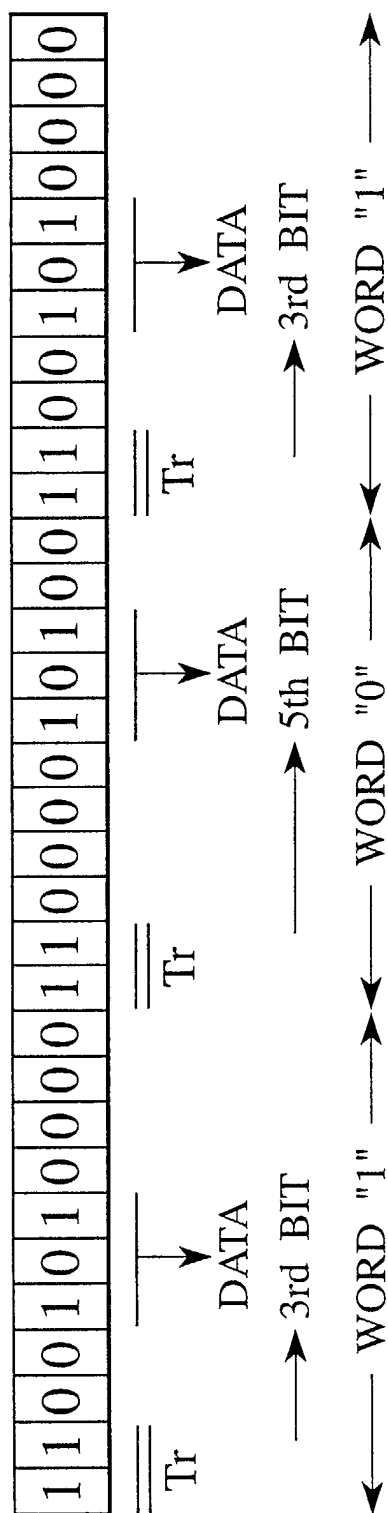 1 1 0 0 1 0 1 0 0 0 0 1 1 0 0 0 0 1 0 1 0 0 1 1 0 0 1 0 1 0 0 0 0
Tr DATA Tr DATA Tr DATA
3rd BIT 5th BIT 3rd BIT
WORD "1" WORD "0" WORD "1"